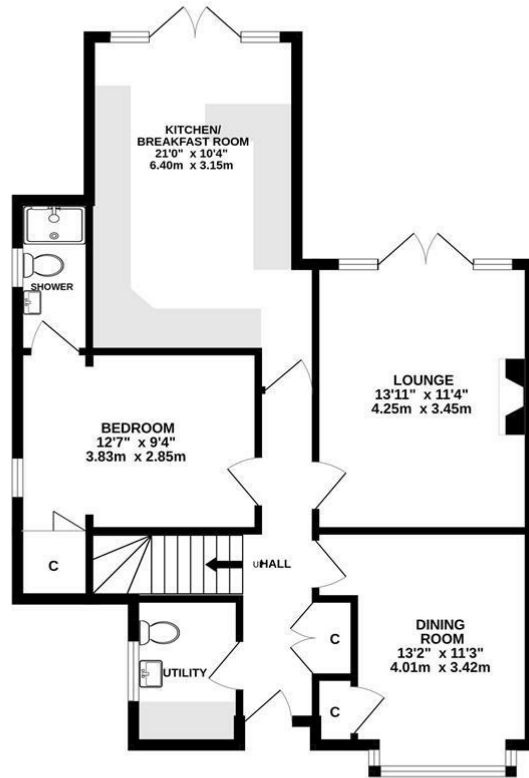 KITCHEN/
BREAKFAST ROOM
21'0" x 10'4"
6.40m x 3.15m
SHOWER
LOUNGE
13'11" x 11'4"
4.25m x 3.45m
BEDROOM
12'7" x 9'4"
3.83m x 2.85m
C
HALL
DINING
ROOM
13'2" x 11'3"
4.01m x 3.42m
C
UTILITY
C